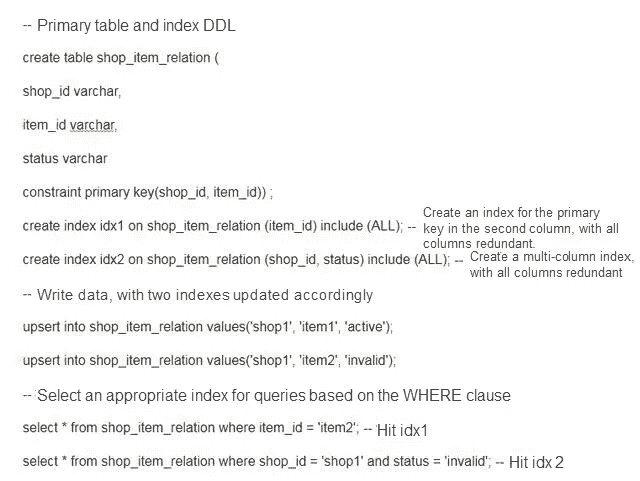 -- Primary table and index DDL
create table shop_item_relation (
shop_id varchar,
item_id varchar,
status varchar
constraint primary key(shop_id, item_id)) ;
create index idx1 on shop_item_relation (item_id) include (ALL); -- Create an index for the primary
key in the second column, with all
columns redundant.
create index idx2 on shop_item_relation (shop_id, status) include (ALL); -- Create a multi-column index,
with all columns redundant
-- Write data, with two indexes updated accordingly
upsert into shop_item_relation values('shop1', 'item1', 'active');
upsert into shop_item_relation values('shop1', 'item2', 'invalid');
-- Select an appropriate index for queries based on the WHERE clause
select * from shop_item_relation where item_id = 'item2'; -- Hit idx1
select * from shop_item_relation where shop_id = 'shop1' and status = 'invalid'; -- Hit idx 2